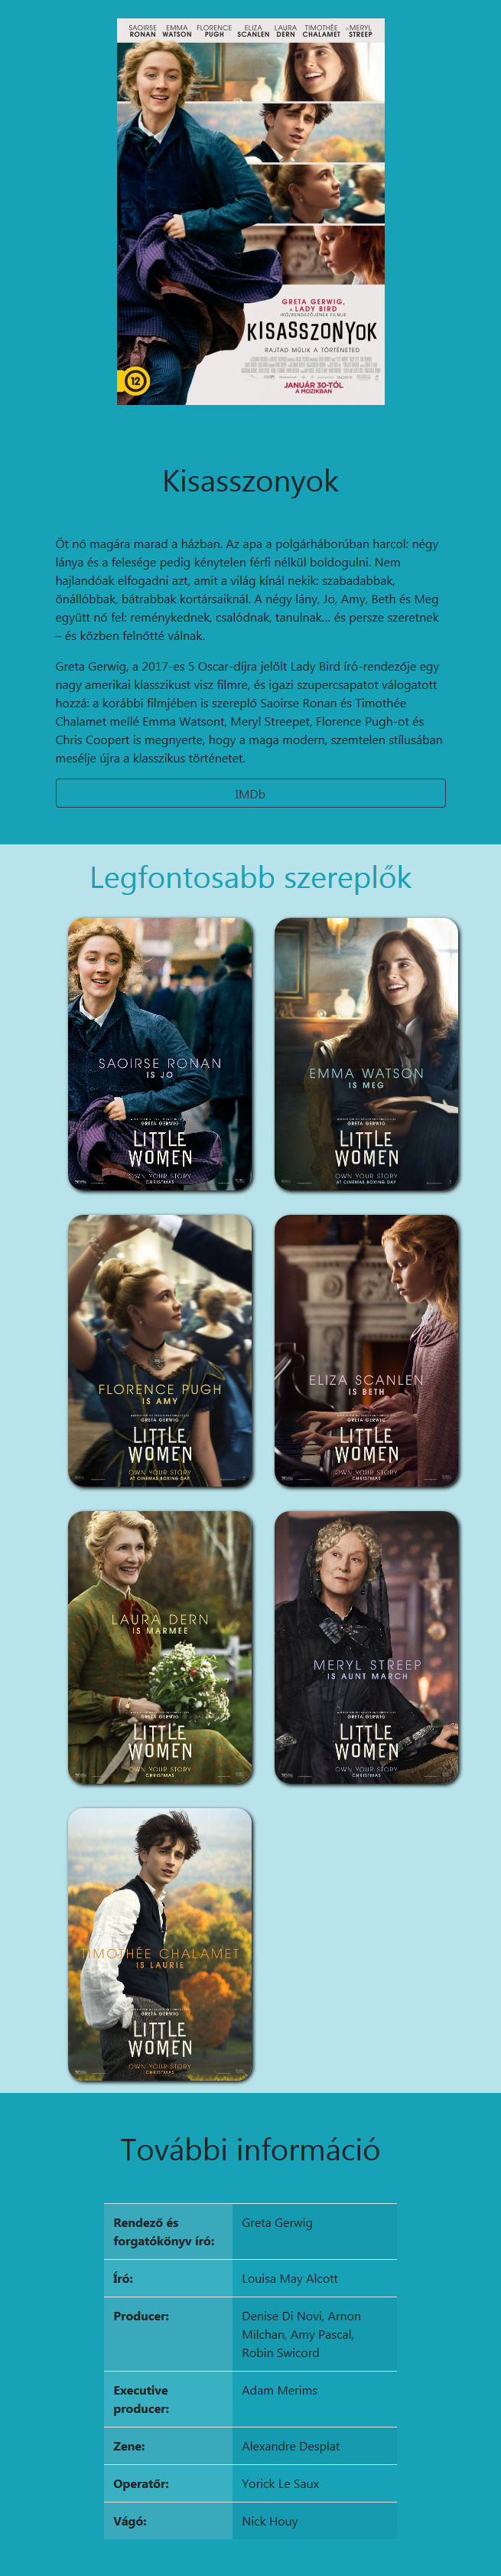 SAOIRSE RONAN EMMA WATSON FLORENCE PUGH ELIZA SCANLEN LAURA DERN TIMOTHÉE CHALAMET MERYL STREEP
GRETA GERWIG,
a LADY BIRD
ÍRÓ/RENDEZŐJÉNEK FILMJE
KISASSZONYOK
RAJTAD MÚLIK A TÖRTÉNETED
JANUÁR 30-TÓL
A MOZIKBAN
12
Kisasszonyok
Öt nő magára marad a házban. Az apa a polgárháborúban harcol: négy
lánya és a felesége pedig kénytelen férfi nélkül boldogulni. Nem
hajlandóak elfogadni azt, amit a világ kínál nekik: szabadabbak,
önállóbbak, bátrabbak kortársaiknál. A négy lány, Jo, Amy, Beth és Meg
együtt nő fel: reménykednek, csalódnak, tanulnak... és persze szeretnek
– és közben felnőtté válnak.
Greta Gerwig, a 2017-es 5 Oscar-díjra jelölt Lady Bird író-rendezője egy
nagy amerikai klasszikust visz filmre, és igazi szupercsapatot válogatott
hozzá: a korábbi filmjében is szereplő Saoirse Ronan és Timothée
Chalamet mellé Emma Watsont, Meryl Streepet, Florence Pugh-ot és
Chris Coopert is megnyerte, hogy a maga modern, szemtelen stílusában
mesélje újra a klasszikus történetet.
IMDb
Legfontosabb szereplők
SAOIRSE RONAN
IS JO
GRETA GERWIG
LITTLE
WOMEN
OWN YOUR STORY
CHRISTMAS
EMMA WATSON
IS MEG
GRETA GERWIG
LITTLE
WOMEN
OWN YOUR STORY
AT CINEMAS BOXING DAY
FLORENCE PUGH
IS AMY
GRETA GERWIG
LITTLE
WOMEN
OWN YOUR STORY
AT CINEMAS BOXING DAY
ELIZA SCANLEN
IS BETH
GRETA GERWIG
LITTLE
WOMEN
OWN YOUR STORY
CHRISTMAS
LAURA DERN
IS MARMEE
GRETA GERWIG
LITTLE
WOMEN
OWN YOUR STORY
CHRISTMAS
MERYL STREEP
IS AUNT MARCH
GRETA GERWIG
LITTLE
WOMEN
OWN YOUR STORY
CHRISTMAS
TIMOTHÉE CHALAMET
IS LAURIE
GRETA GERWIG
LITTLE
WOMEN
OWN YOUR STORY
CHRISTMAS
További információ
Rendező és Greta Gerwig
forgatókönyv író:
Író: Louisa May Alcott
Producer: Denise Di Novi, Arnon
Milchan, Amy Pascal,
Robin Swicord
Executive Adam Merims
producer:
Zene: Alexandre Desplat
Operatőr: Yorick Le Saux
Vágó: Nick Houy